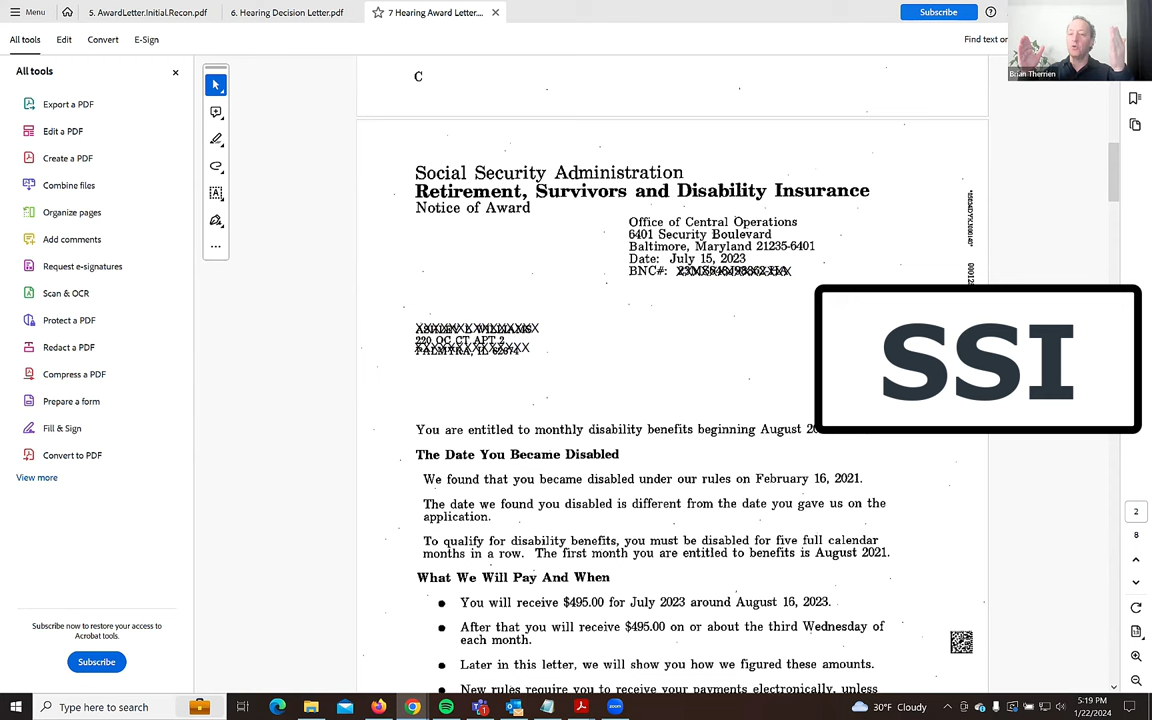 Menu
5. AwardLetter.Initial.Recon.pdf
6. Hearing Decision Letter.pdf
7 Hearing Award Letter...
Subscribe
All tools
Edit
Convert
E-Sign
Find text or
Brian Therrien
All tools
Export a PDF
Edit a PDF
Create a PDF
Combine files
Organize pages
Add comments
Request e-signatures
Scan & OCR
Protect a PDF
Redact a PDF
Compress a PDF
Prepare a form
Fill & Sign
Convert to PDF
View more
Subscribe now to restore your access to
Acrobat tools.
Subscribe
C
Social Security Administration
Retirement, Survivors and Disability Insurance
Notice of Award
Office of Central Operations
6401 Security Boulevard
Baltimore, Maryland 21235-6401
Date: July 15, 2023
BNC#:
SSI
You are entitled to monthly disability benefits beginning August
The Date You Became Disabled
We found that you became disabled under our rules on February 16, 2021.
The date we found you disabled is different from the date you gave us on the
application.
To qualify for disability benefits, you must be disabled for five full calendar
months in a row. The first month you are entitled to benefits is August 2021.
What We Will Pay And When
● You will receive $495.00 for July 2023 around August 16, 2023.
● After that you will receive $495.00 on or about the third Wednesday of
each month.
● Later in this letter, we will show you how we figured these amounts.
● New rules require you to receive your payments electronically, unless
2
8
Type here to search
30°F Cloudy
5:19 PM
1/22/2024